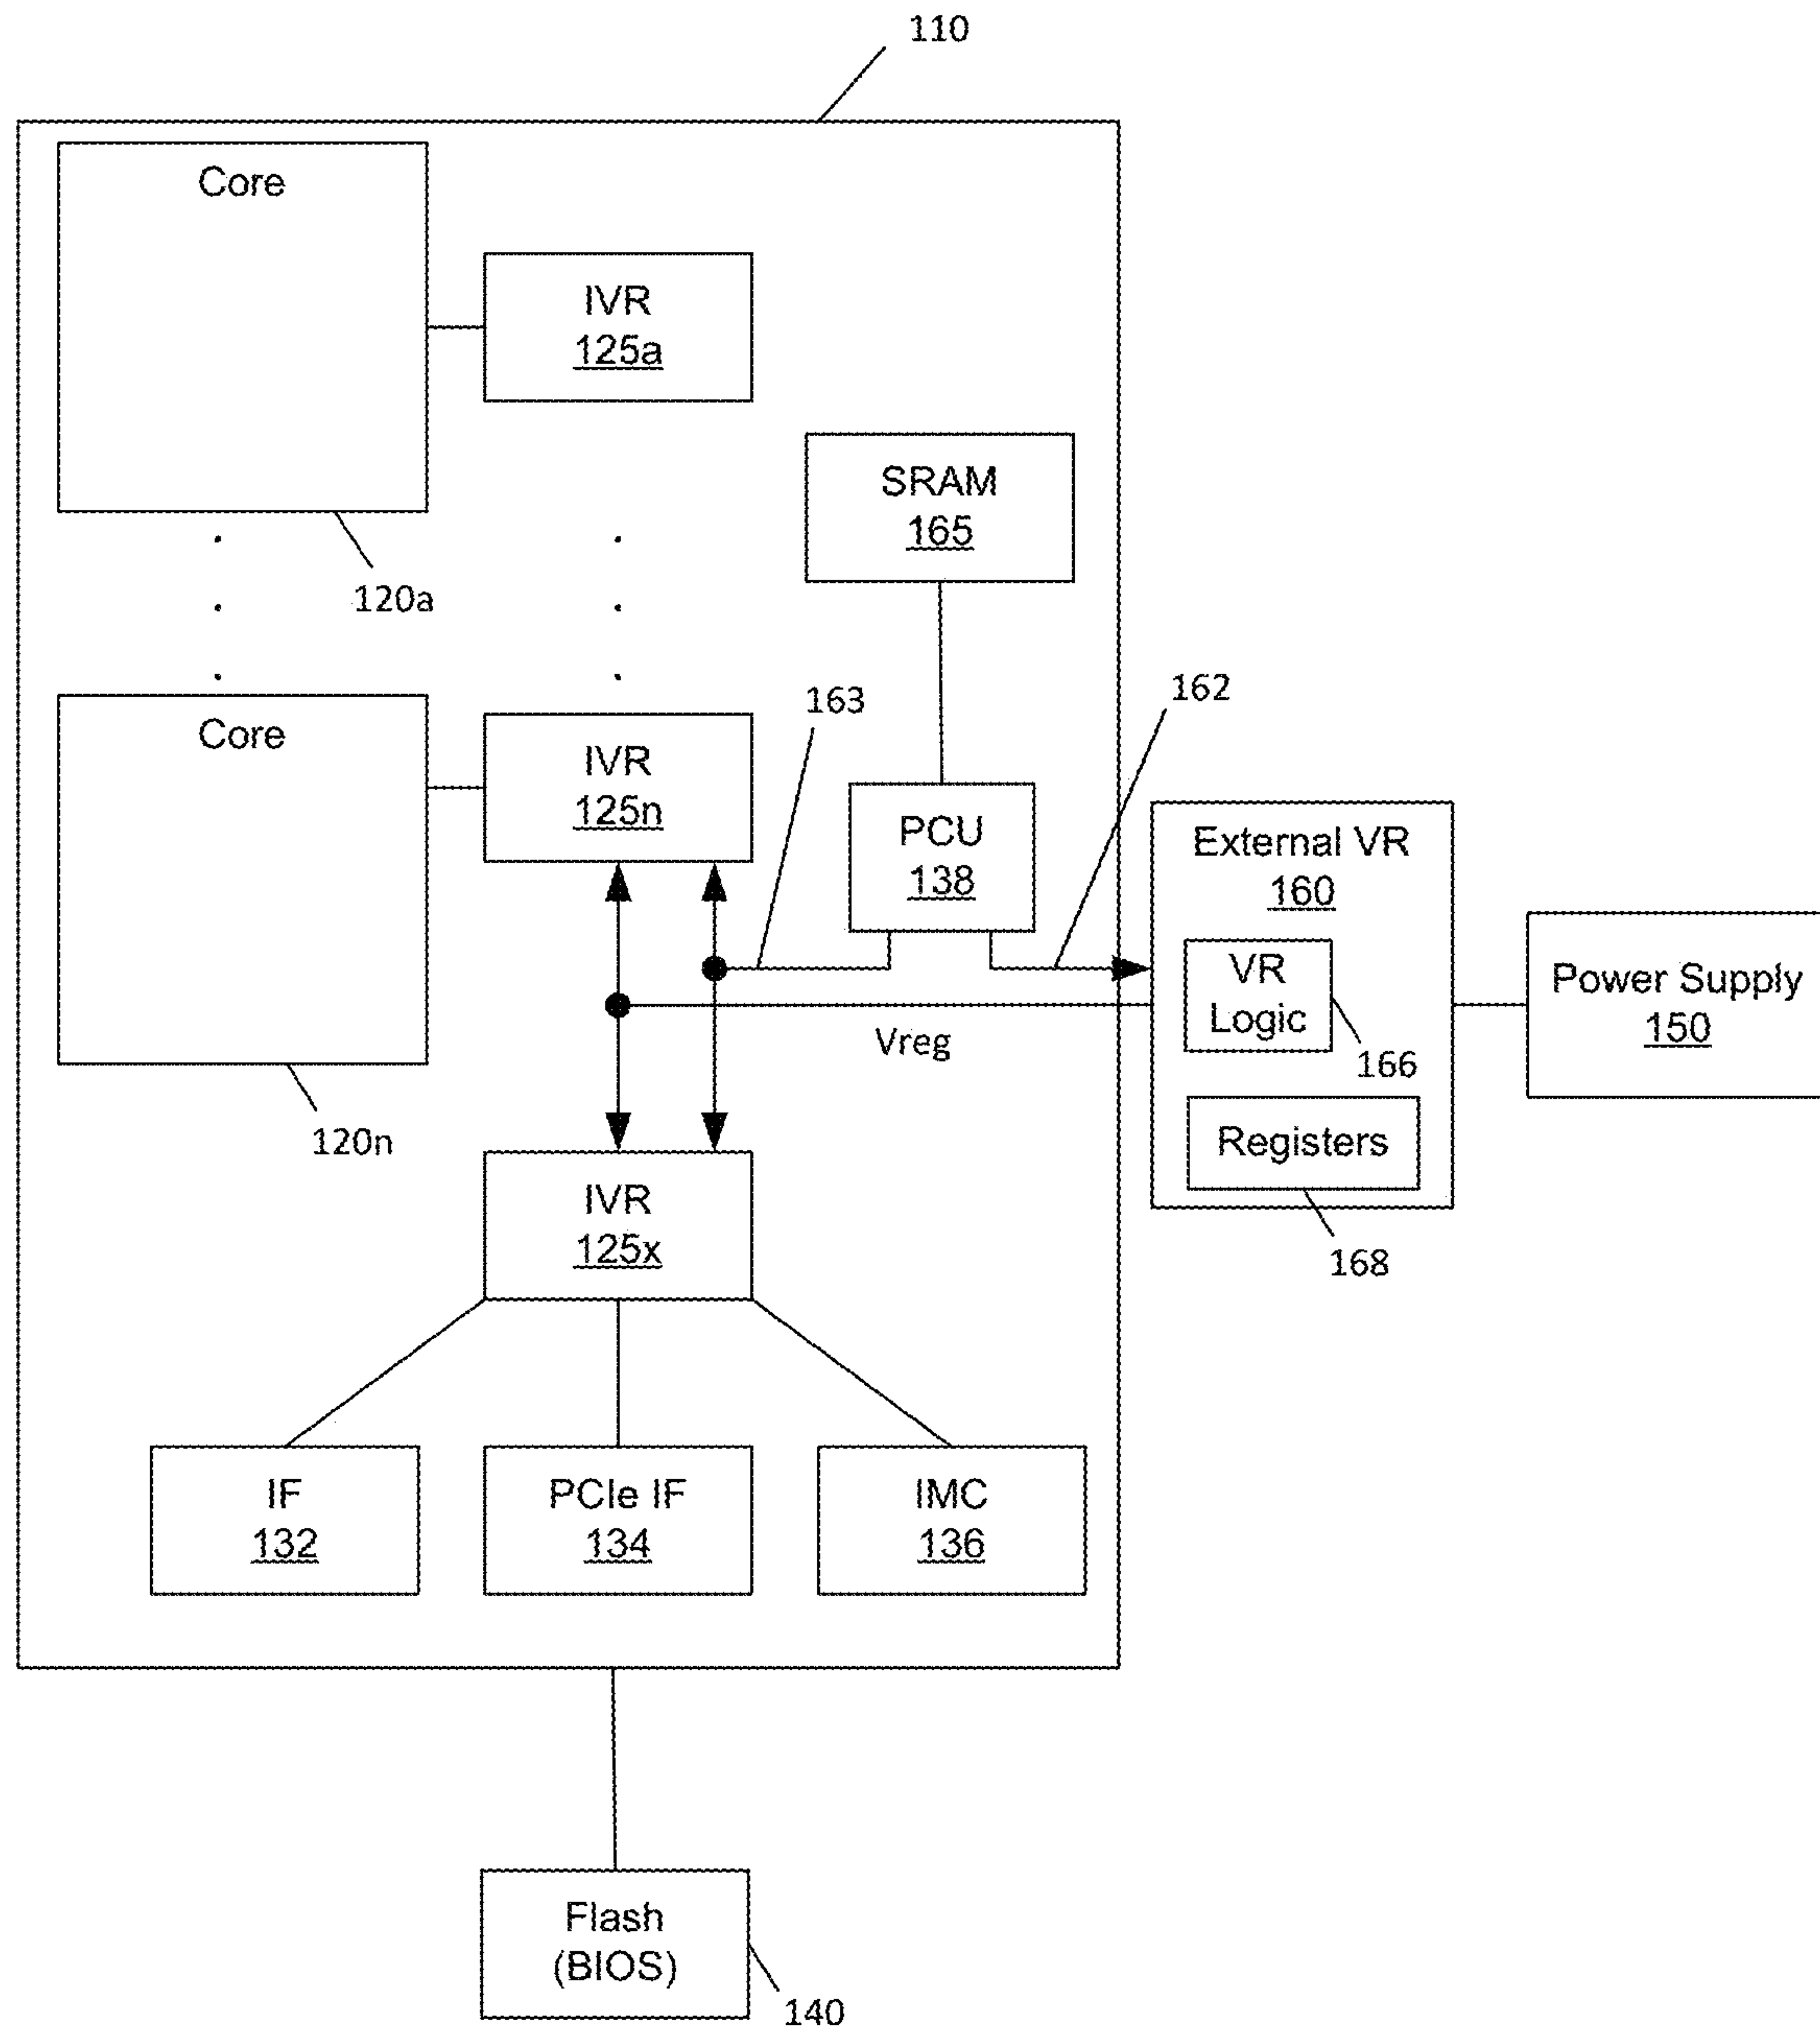 110
Core
IVR
125a
SRAM
165
120a
Core
IVR
125n
163
162
PCU
138
External VR
160
VR
Logic
166
Power Supply
150
Vreg
Registers
168
120n
IVR
125x
IF
132
PCIe IF
134
IMC
136
Flash
(BIOS)
140